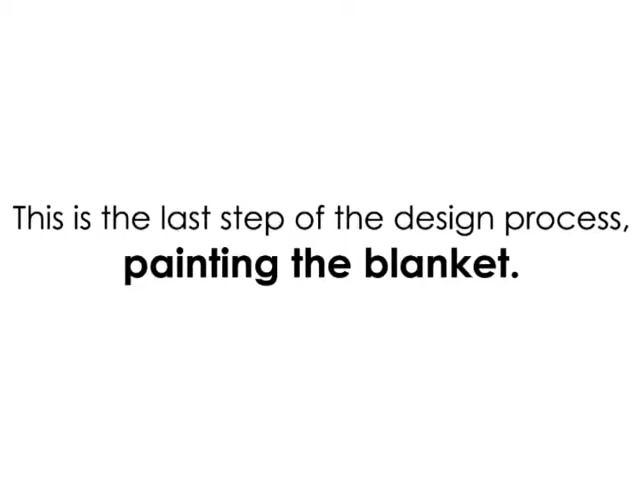 This is the last step of the design process,
painting the blanket.